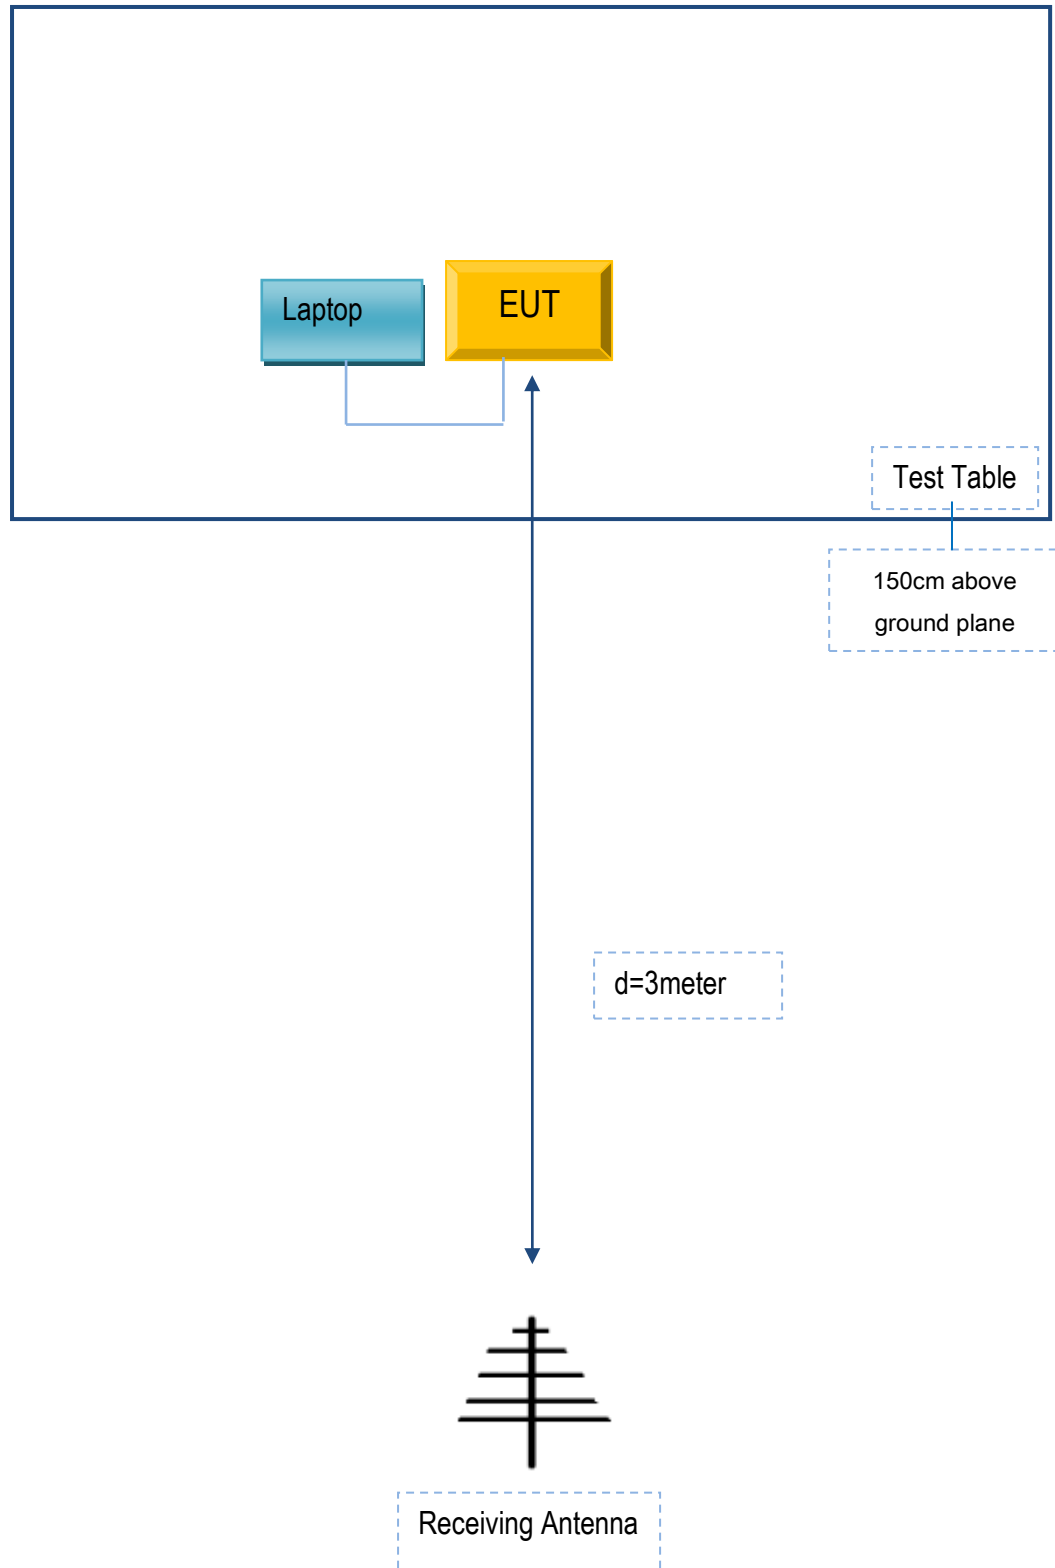 Laptop
EUT
Test Table
150cm above
ground plane
d=3meter
Receiving Antenna